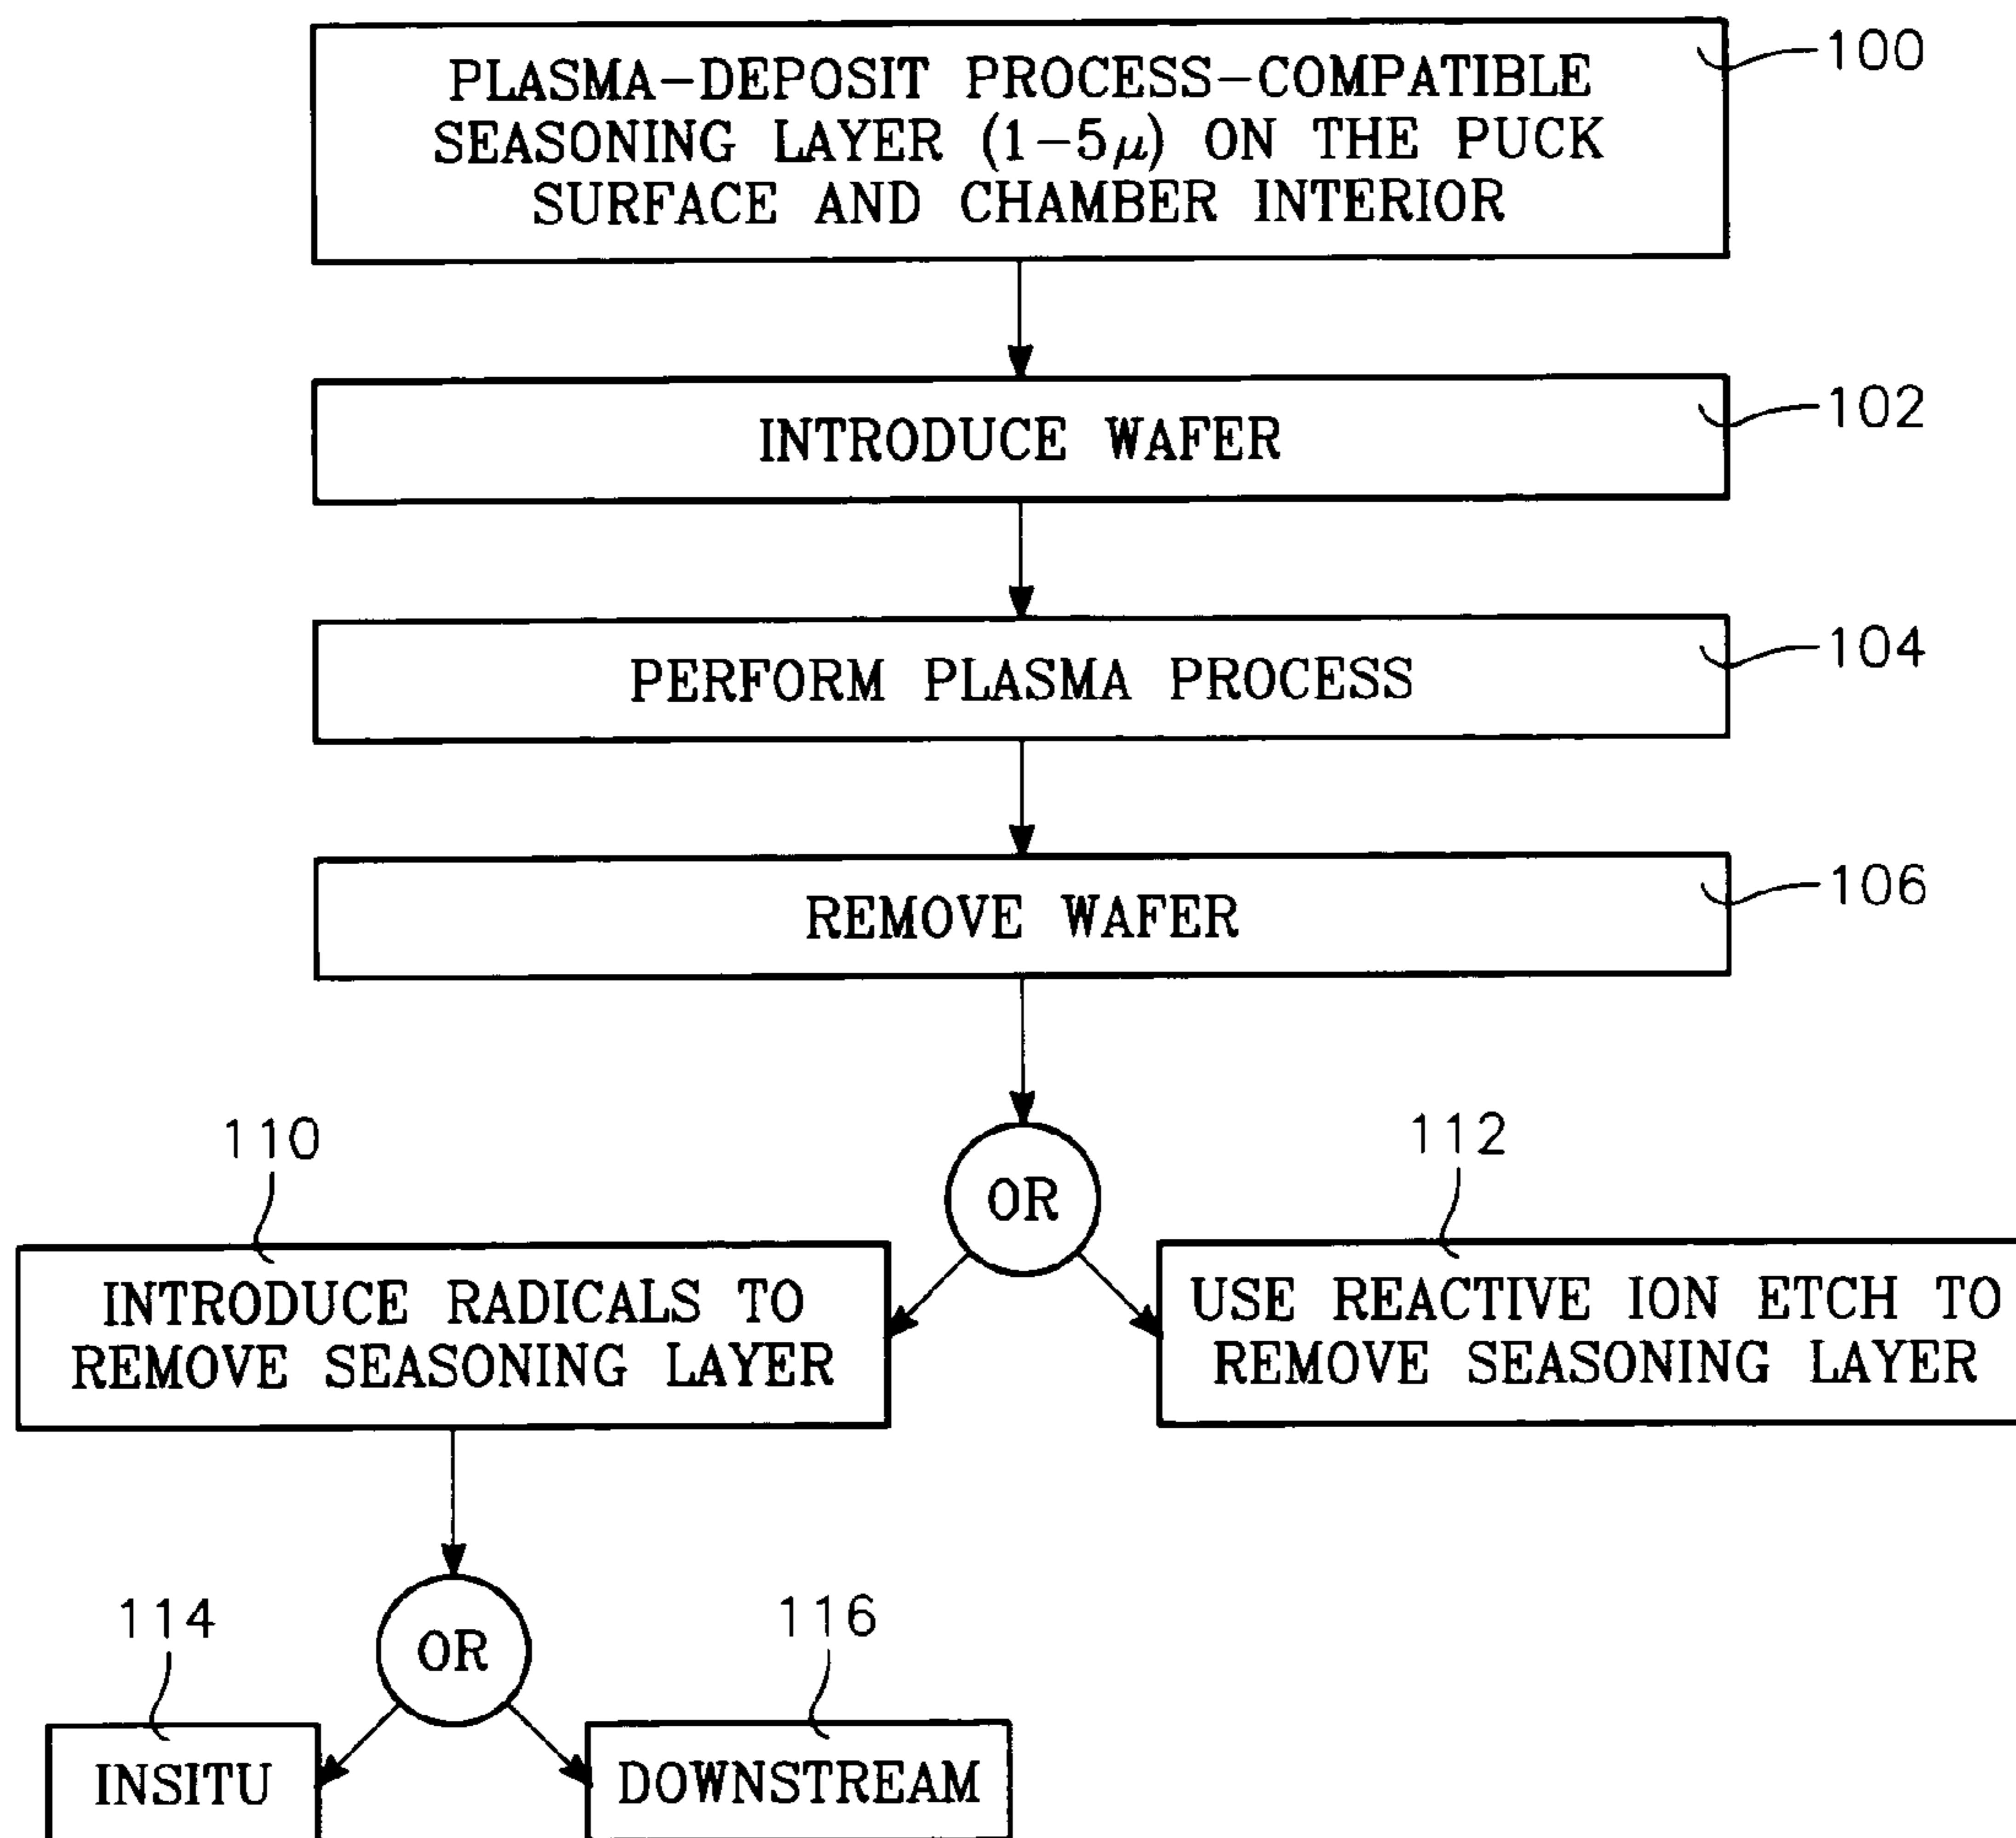 PLASMA-DEPOSIT PROCESS-COMPATIBLE
SEASONING LAYER (1-5μ) ON THE PUCK
SURFACE AND CHAMBER INTERIOR
100
INTRODUCE WAFER
102
PERFORM PLASMA PROCESS
104
REMOVE WAFER
106
OR
110
INTRODUCE RADICALS TO
REMOVE SEASONING LAYER
112
USE REACTIVE ION ETCH TO
REMOVE SEASONING LAYER
OR
114
INSITU
116
DOWNSTREAM